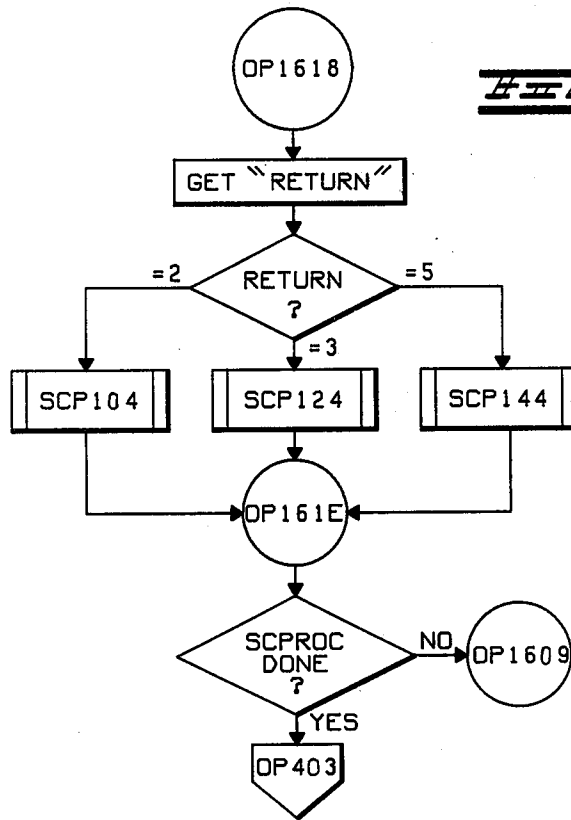 OP1618
GET "RETURN"
RETURN
?
=2
=5
=3
SCP104
SCP124
SCP144
OP161E
SCPROC
DONE
?
NO
OP1609
YES
OP403